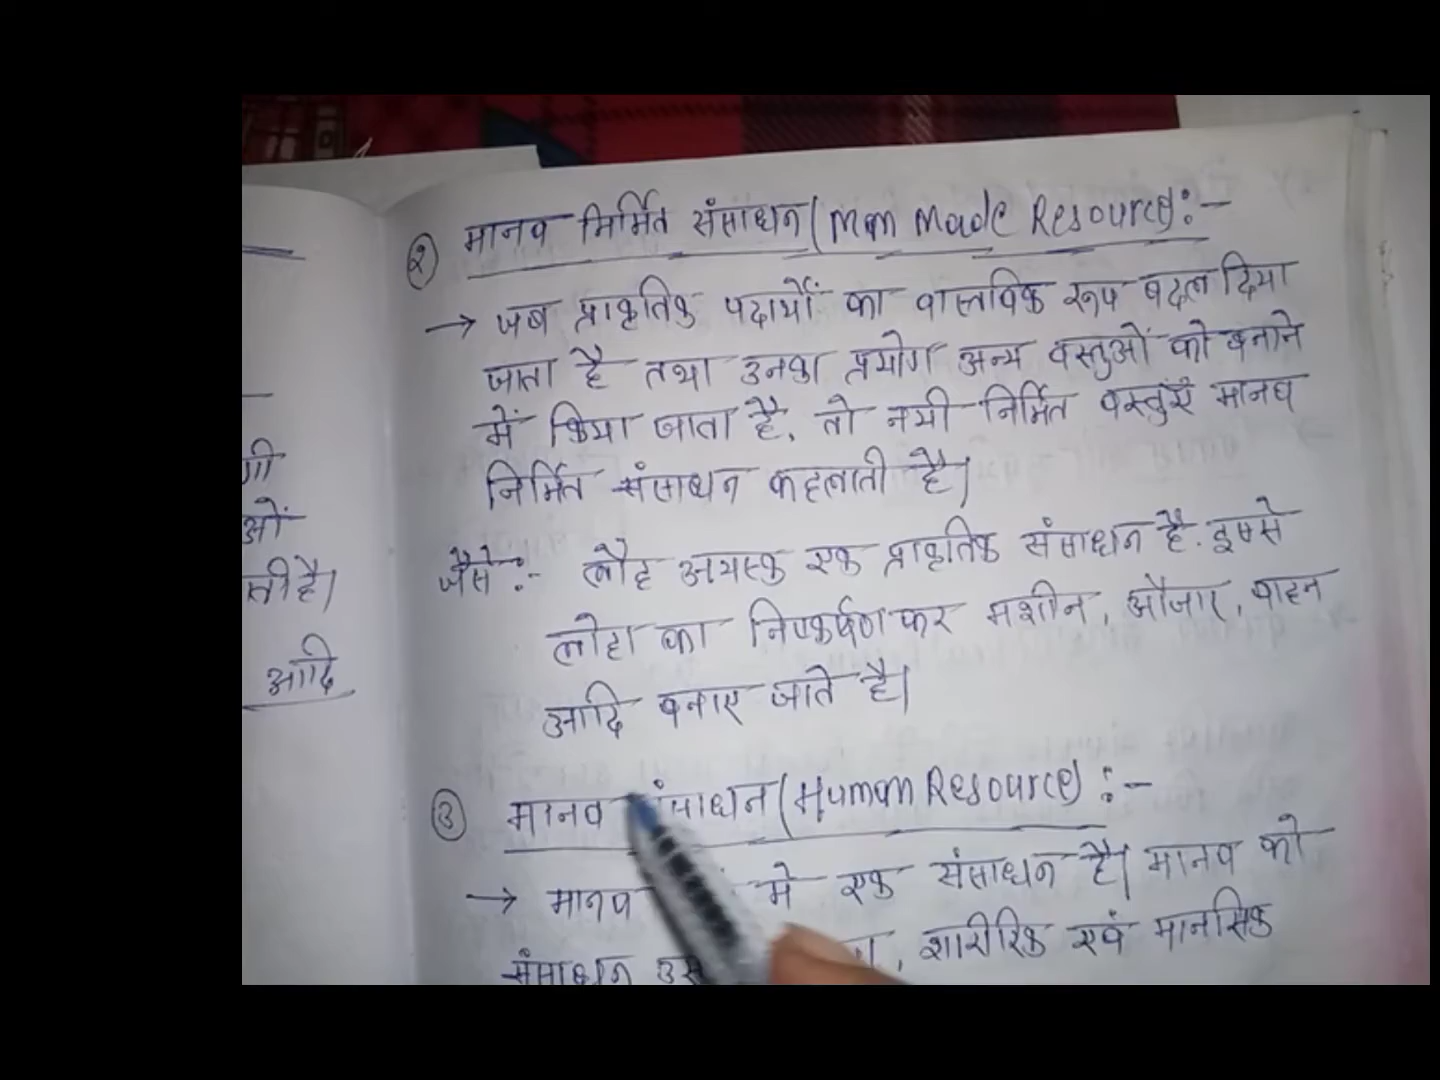 गी
ओं
ती है।
आदि
② मानव निर्मित संसाधन (Man Made Resource):-
→ जब प्राकृतिक पदार्थों का वास्तविक रूप बदल दिया
जाता है तथा उनका प्रयोग अन्य वस्तुओं को बनाने
में किया जाता है, तो नयी निर्मित वस्तुएं मानव
निर्मित संसाधन कहलाती है।
जैसे :- लौह अयस्क एक प्राकृतिक संसाधन है. इससे
लोहा का निष्कर्षण कर मशीन, औजार, वाहन
आदि बनाए जाते है।
③ मानव संसाधन (Human Resource) :-
→ मानव में एक संसाधन है। मानव को
संसाधन , शारीरिक एवं मानसिक